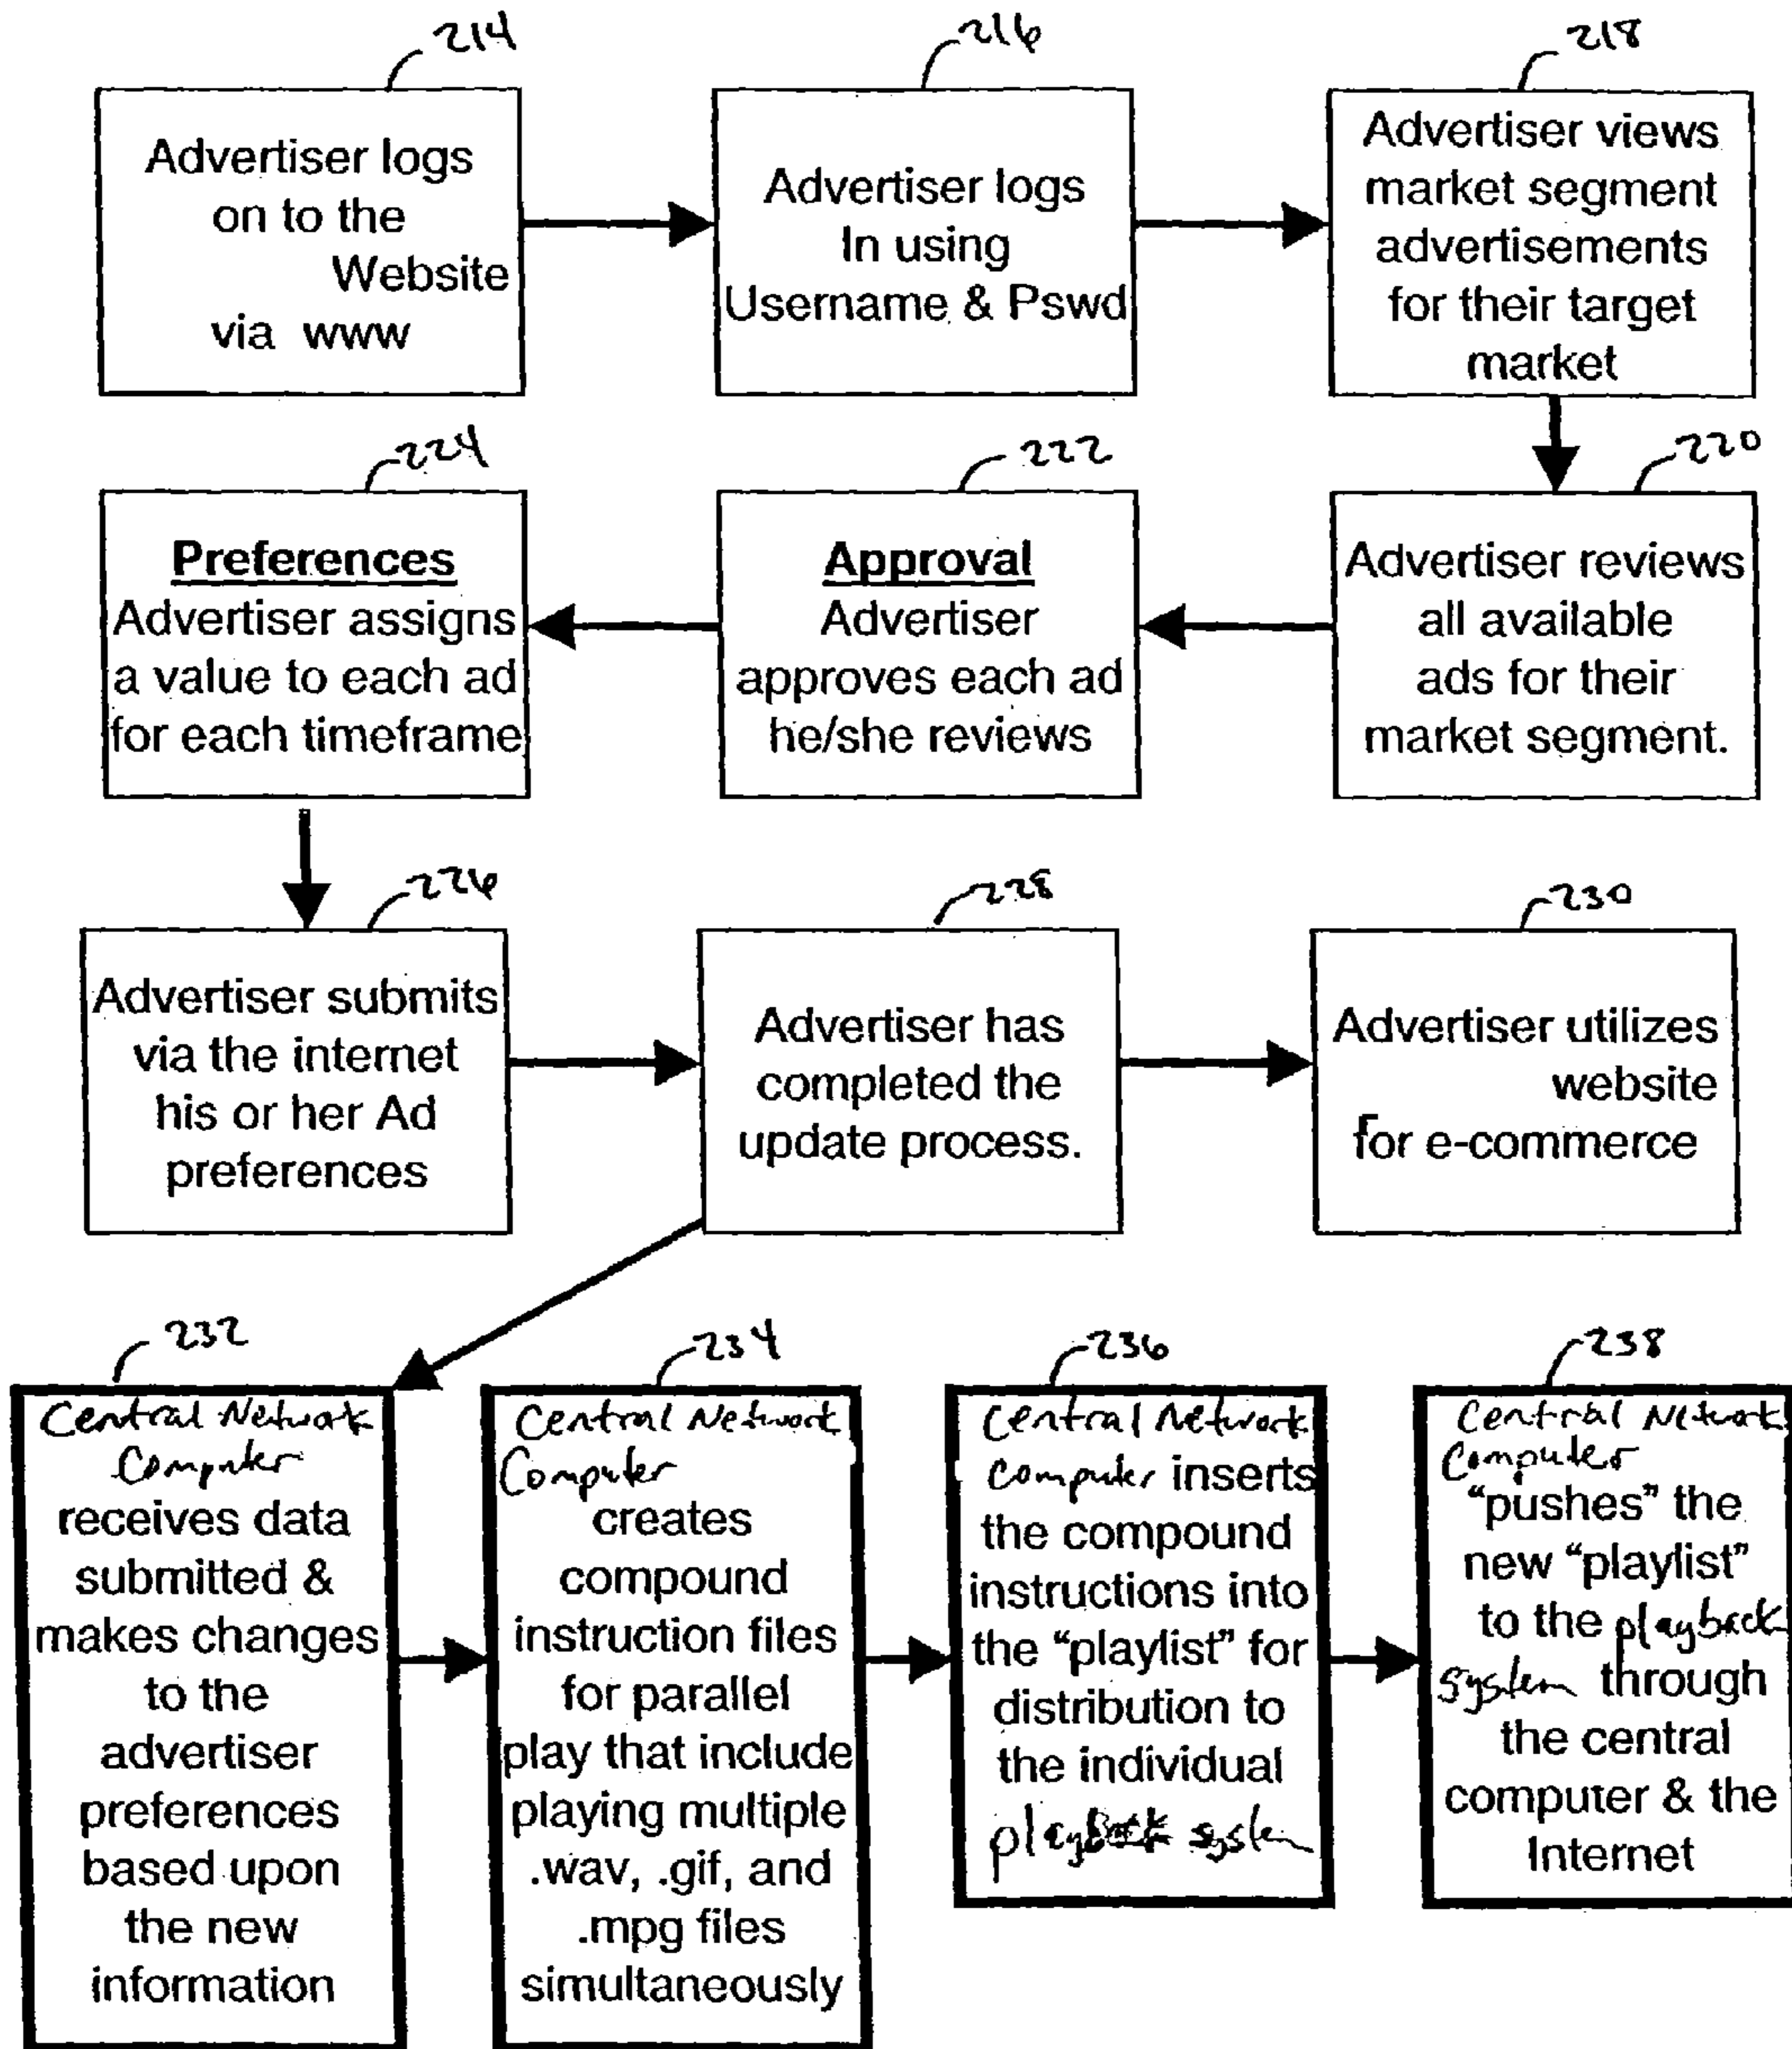 214
Advertiser logs
on to the
Website
via www
216
Advertiser logs
In using
Username & Pswd
218
Advertiser views
market segment
advertisements
for their target
market
220
Advertiser reviews
all available
ads for their
market segment.
222
Approval
Advertiser
approves each ad
he/she reviews
224
Preferences
Advertiser assigns
a value to each ad
for each timeframe
226
Advertiser submits
via the internet
his or her Ad
preferences
228
Advertiser has
completed the
update process.
230
Advertiser utilizes
website
for e-commerce
232
Central Network
Computer
receives data
submitted &
makes changes
to the
advertiser
preferences
based upon
the new
information
234
Central Network
Computer
creates
compound
instruction files
for parallel
play that include
playing multiple
.wav, .gif, and
.mpg files
simultaneously
236
Central Network
computer inserts
the compound
instructions into
the “playlist” for
distribution to
the individual
playback system
238
Central Network
Computer
“pushes” the
new “playlist”
to the playback
system through
the central
computer & the
Internet